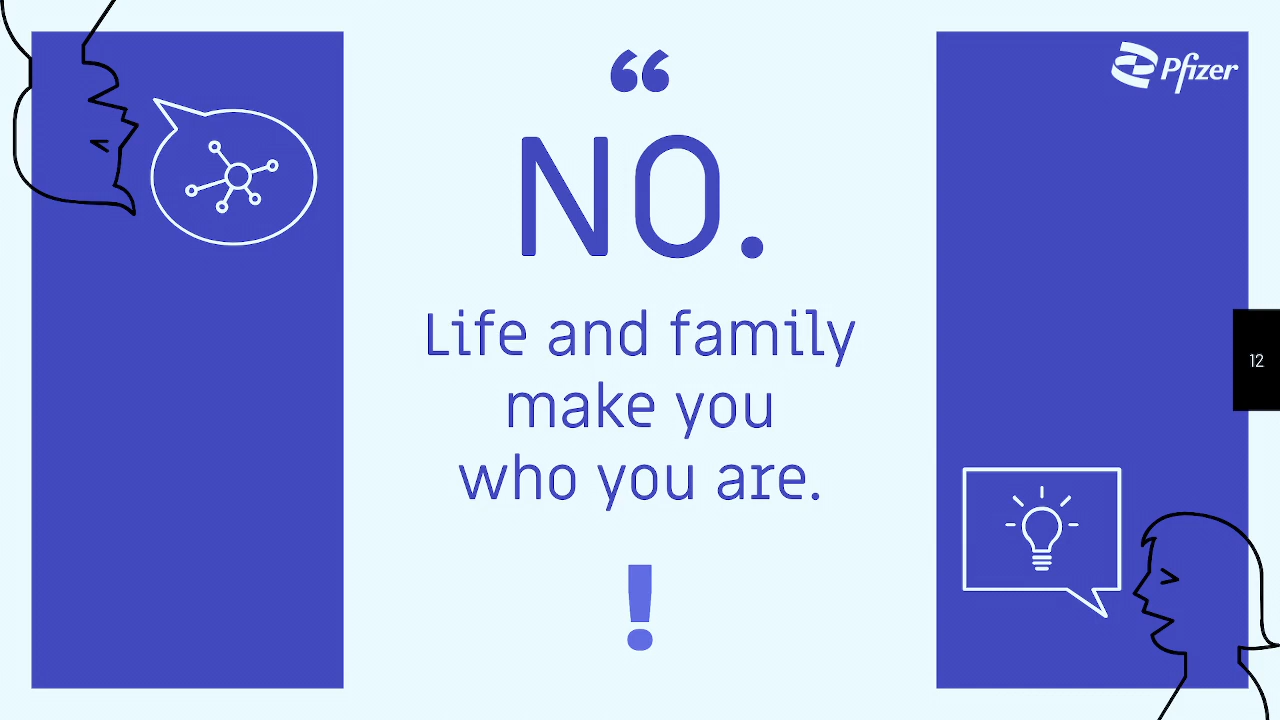 “
NO.
Life and family
make you
who you are.
!
Pfizer
12